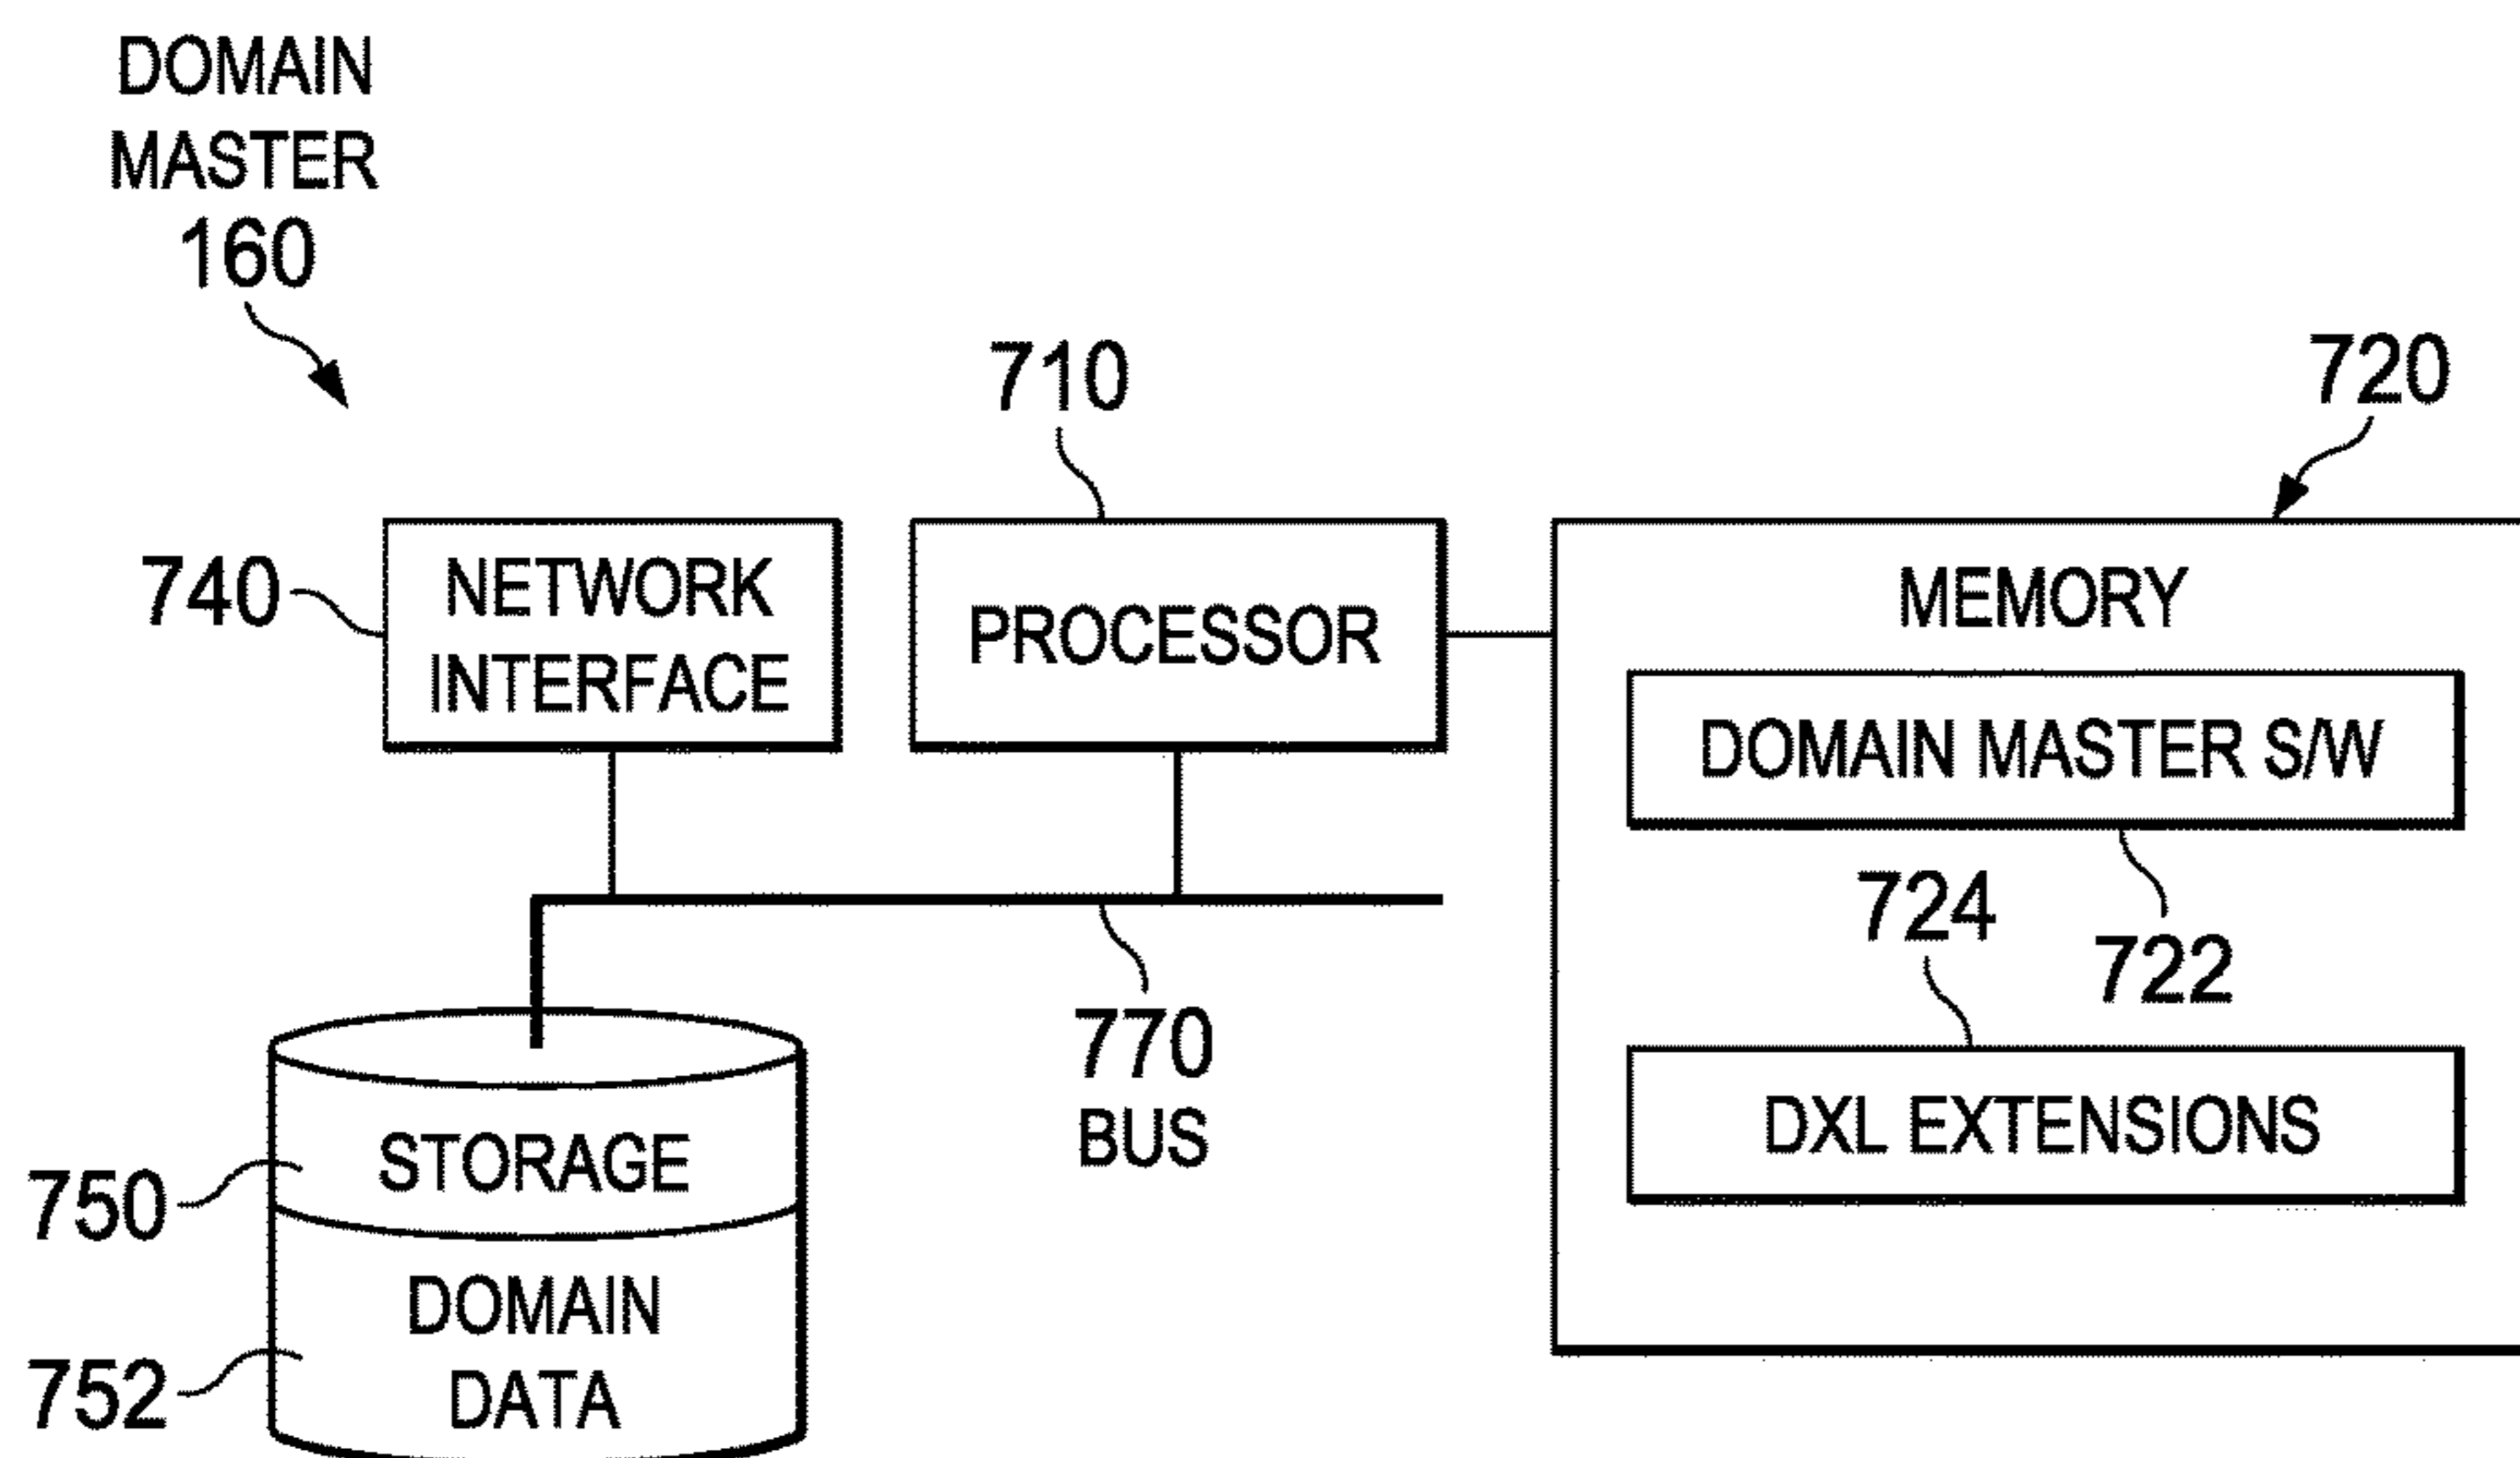 DOMAIN
MASTER
160
710
720
740
NETWORK
INTERFACE
PROCESSOR
MEMORY
DOMAIN MASTER S/W
724
722
770
BUS
DXL EXTENSIONS
750
STORAGE
752
DOMAIN
DATA